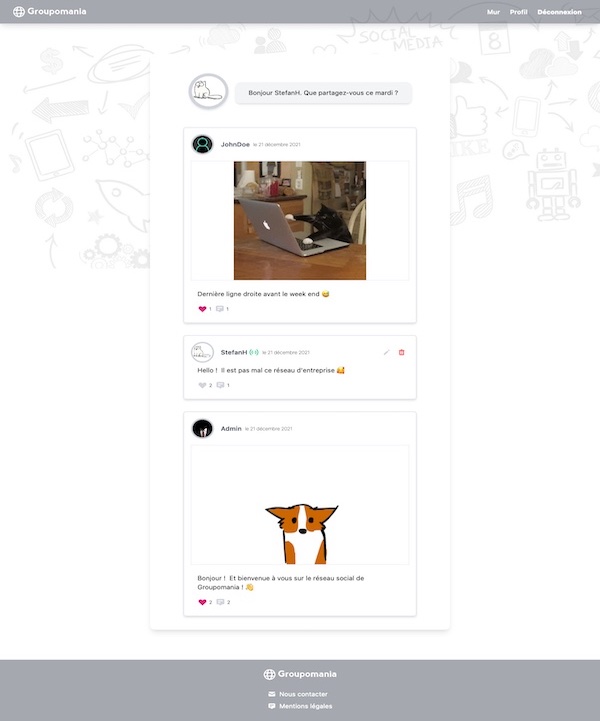 Groupomania
Mur Profil Déconnexion
SOCIAL
MEDIA
Bonjour StefanH. Que partagez-vous ce mardi ?
JohnDoe le 21 décembre 2021
Dernière ligne droite avant le week end 😅
1 1
StefanH le 21 décembre 2021
Hello ! Il est pas mal ce réseau d'entreprise 🥰
2 1
Admin le 21 décembre 2021
Bonjour ! Et bienvenue à vous sur le réseau social de
Groupomania ! 👋
2 2
Groupomania
Nous contacter
Mentions légales